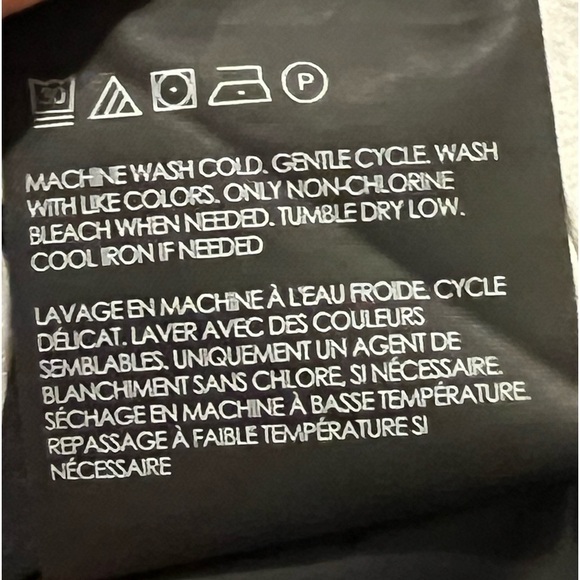 30 P
MACHINE WASH COLD. GENTLE CYCLE. WASH
WITH LIKE COLORS. ONLY NON-CHLORINE
BLEACH WHEN NEEDED. TUMBLE DRY LOW.
COOL IRON IF NEEDED
LAVAGE EN MACHINE À L'EAU FROIDE. CYCLE
DÉLICAT. LAVER AVEC DES COULEURS
SEMBLABLES. UNIQUEMENT UN AGENT DE
BLANCHIMENT SANS CHLORE, SI NÉCESSAIRE.
SÉCHAGE EN MACHINE À BASSE TEMPÉRATURE.
REPASSAGE À FAIBLE TEMPÉRATURE SI
NÉCESSAIRE